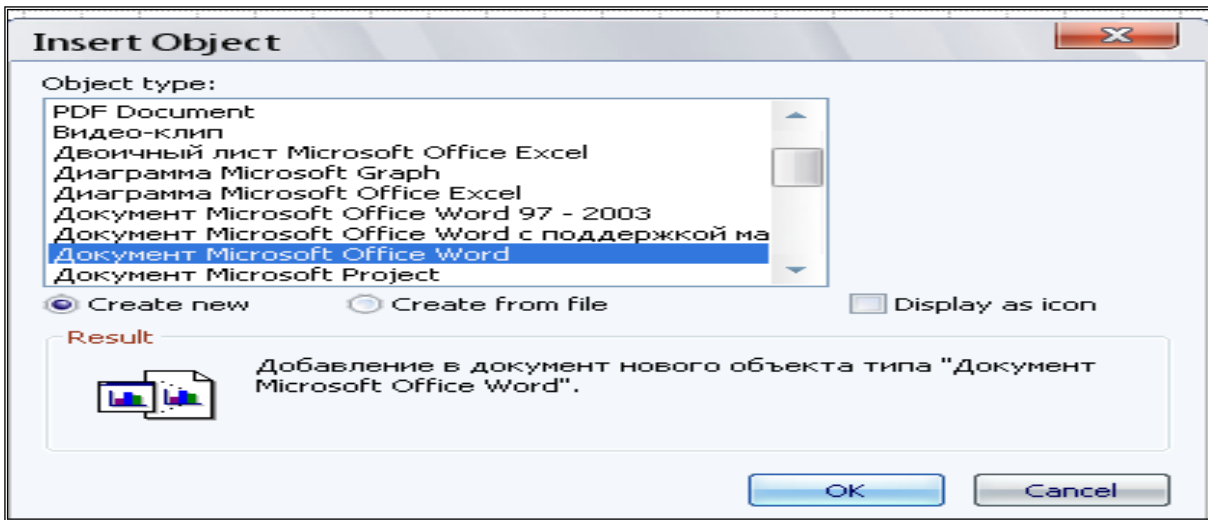 Insert Object
Object type:
PDF Document
Видео-клип
Двоичный лист Microsoft Office Excel
Диаграмма Microsoft Graph
Диаграмма Microsoft Office Excel
Документ Microsoft Office Word 97 - 2003
Документ Microsoft Office Word с поддержкой ма
Документ Microsoft Office Word
Документ Microsoft Project
Create new Create from file Display as icon
Result
Добавление в документ нового объекта типа "Документ
Microsoft Office Word".
OK Cancel